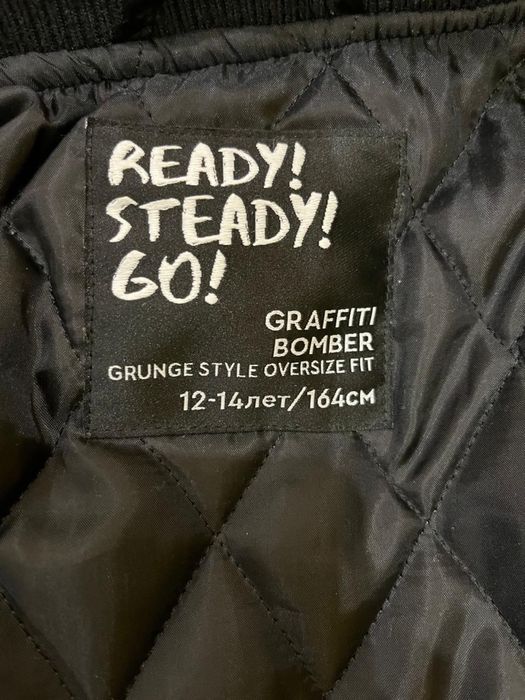 READY!
STEADY!
GO!
GRAFFITI
BOMBER
GRUNGE STYLE OVERSIZE FIT
12-14лет/164см